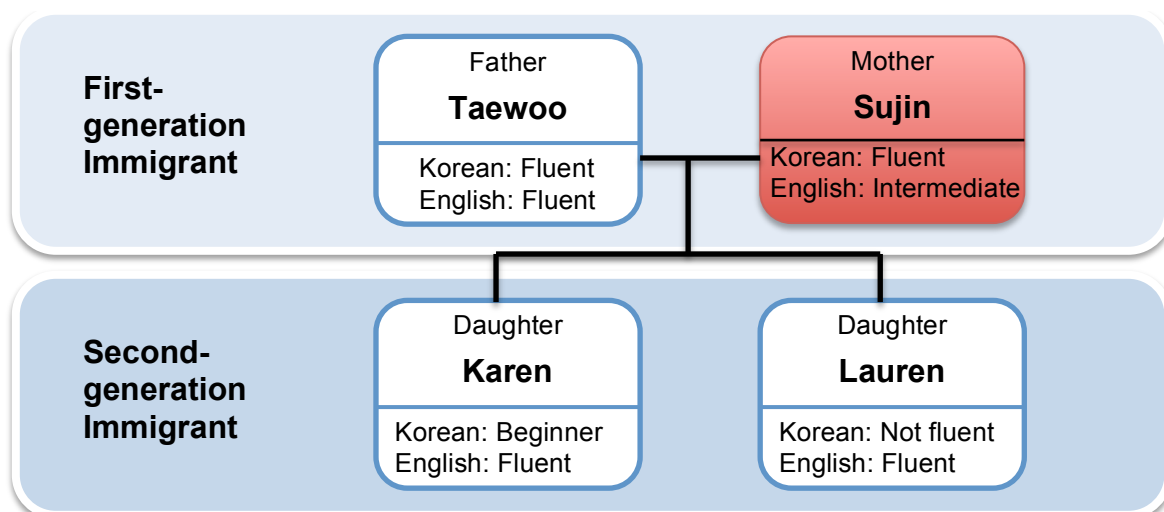 First-
generation
Immigrant
Father
Taewoo
Korean: Fluent
English: Fluent
Mother
Sujin
Korean: Fluent
English: Intermediate
Second-
generation
Immigrant
Daughter
Karen
Korean: Beginner
English: Fluent
Daughter
Lauren
Korean: Not fluent
English: Fluent